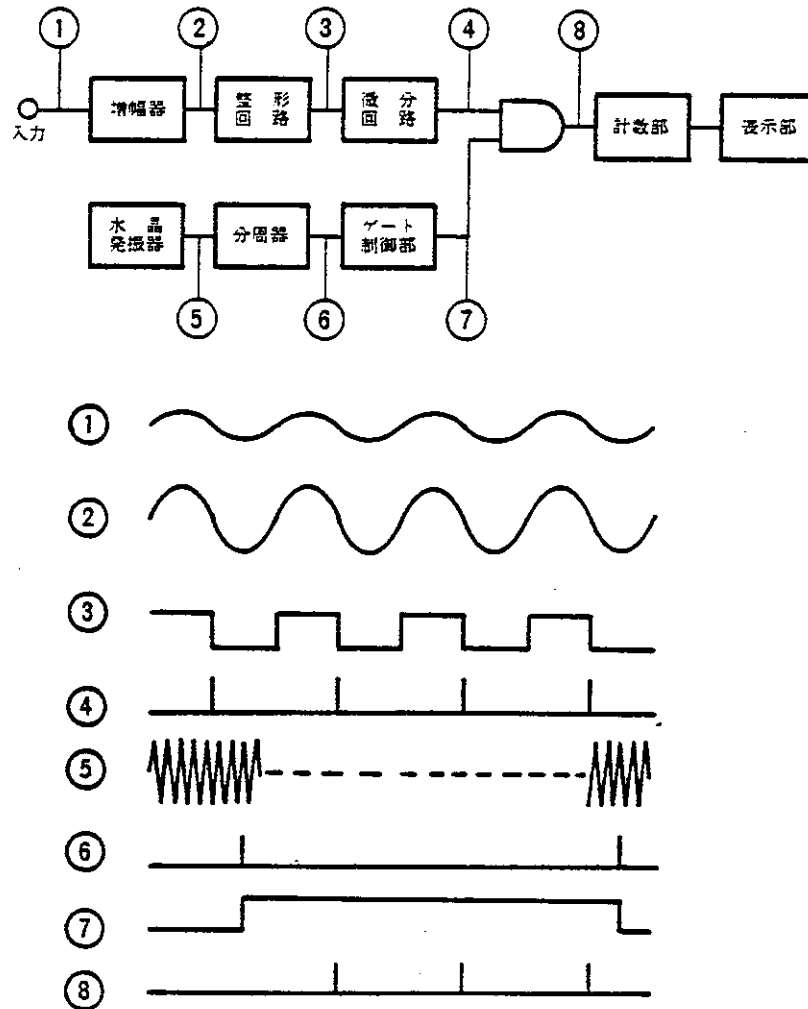 ① ② ③ ④ ⑧
入力
増幅器
整形
回路
微分
回路
計数部
表示部
水晶
発振器
分周器
ゲート
制御部
⑤ ⑥ ⑦
①
②
③
④
⑤
⑥
⑦
⑧